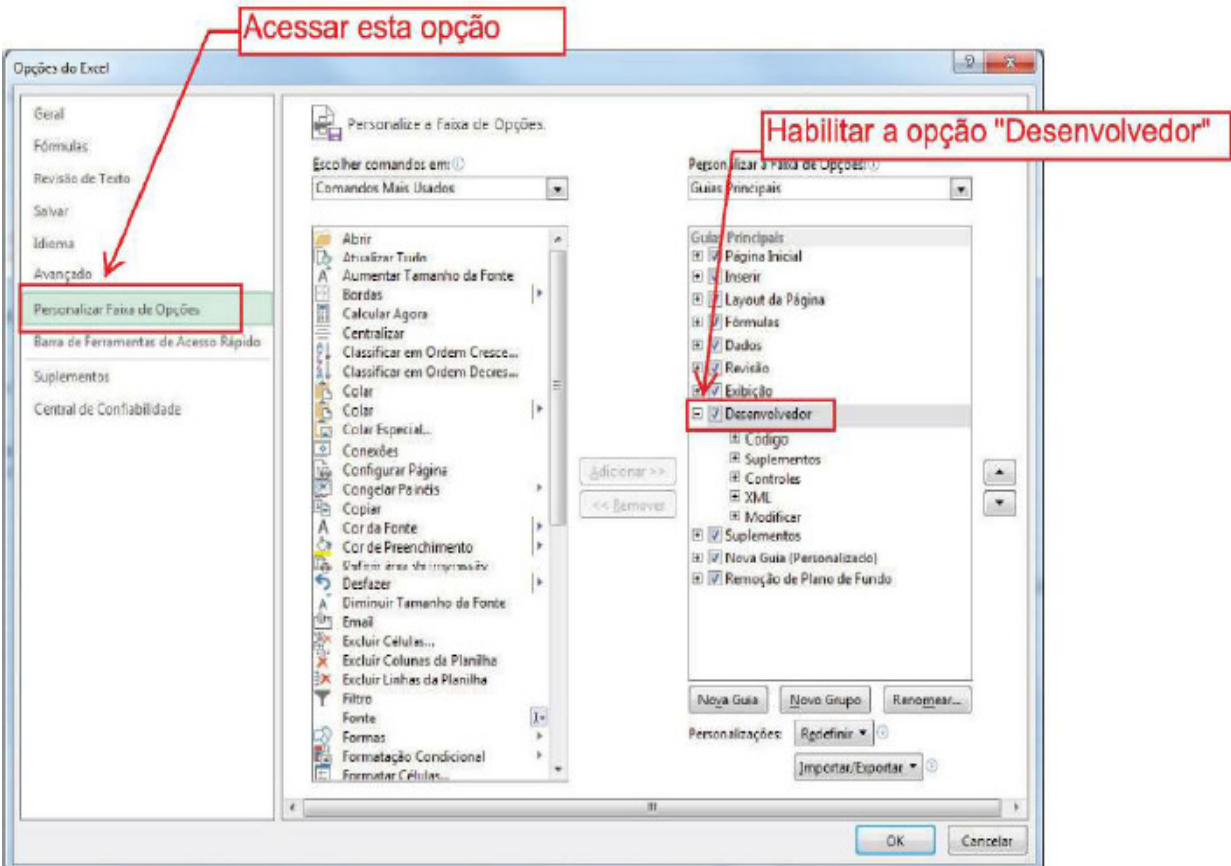 Acessar esta opção
Opções do Excel
Geral
Fórmulas
Revisão de Texto
Salvar
Idioma
Avançado
Personalizar Faixa de Opções
Barra de Ferramentas de Acesso Rápido
Suplementos
Central de Confiabilidade
Personalize a Faixa de Opções.
Habilitar a opção "Desenvolvedor"
Escolher comandos em:
Comandos Mais Usados
Abrir
Atualizar Tudo
Aumentar Tamanho da Fonte
Bordas
Calcular Agora
Centralizar
Classificar em Ordem Cresce...
Classificar em Ordem Decres...
Colar
Colar
Colar Especial...
Conexões
Configurar Página
Congelar Painéis
Copiar
Cor da Fonte
Cor de Preenchimento
Desfazer
Diminuir Tamanho da Fonte
Email
Excluir Células...
Excluir Colunas da Planilha
Excluir Linhas da Planilha
Filtro
Fonte
Formas
Formatação Condicional
Formatar Células...
Adicionar >>
<< Remover
Personalizar a Faixa de Opções:
Guias Principais
Guias Principais
Página Inicial
Inserir
Layout da Página
Fórmulas
Dados
Revisão
Exibição
Desenvolvedor
Código
Suplementos
Controles
XML
Modificar
Suplementos
Nova Guia (Personalizado)
Remoção de Plano de Fundo
Nova Guia
Novo Grupo
Renomear...
Personalizações:
Redefinir
Importar/Exportar
OK
Cancelar